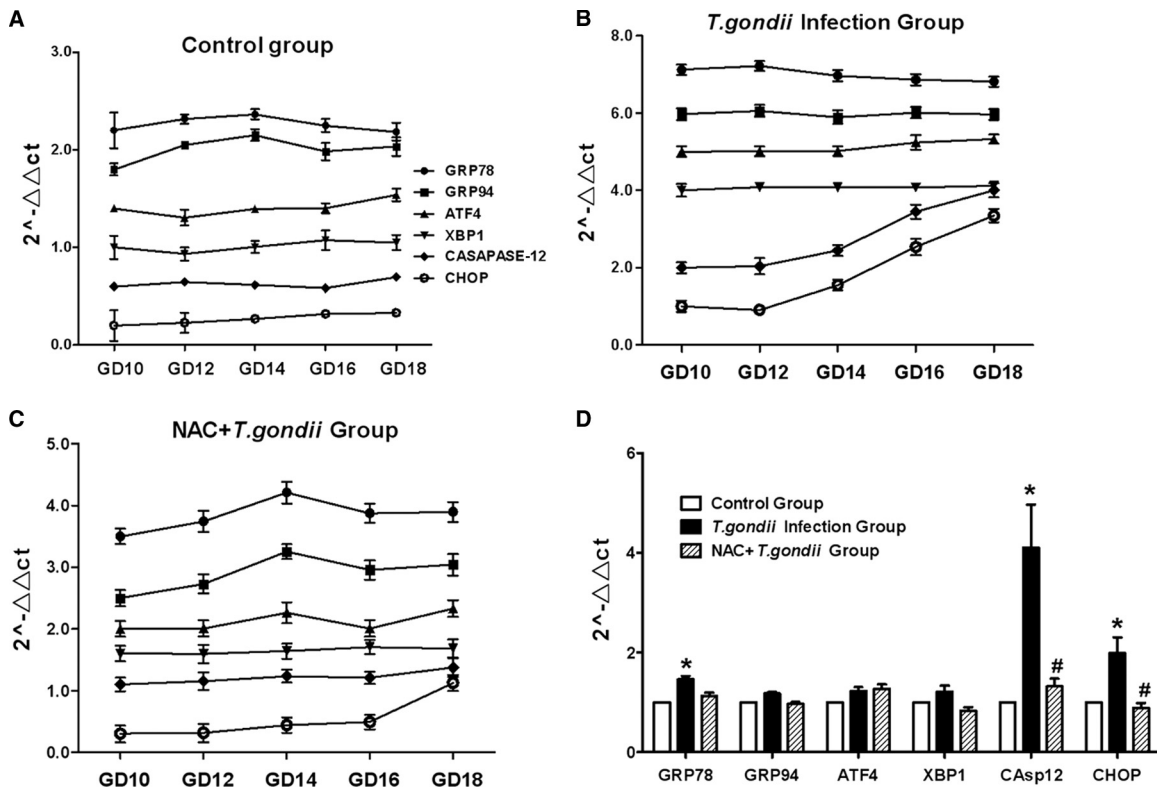 A
Control group
3.0
2.0
1.0
0.0
2^-△△ct
GD10 GD12 GD14 GD16 GD18
GRP78
GRP94
ATF4
XBP1
CASAPASE-12
CHOP
B
T.gondii Infection Group
8.0
6.0
4.0
2.0
0.0
2^-△△ct
GD10 GD12 GD14 GD16 GD18
C
NAC+T.gondii Group
5.0
4.0
3.0
2.0
1.0
0.0
2^-△△ct
GD10 GD12 GD14 GD16 GD18
D
6
4
2
0
2^-△△ct
Control Group
T.gondii Infection Group
NAC+ T.gondii Group
*
*
#
*
#
GRP78 GRP94 ATF4 XBP1 CAsp12 CHOP